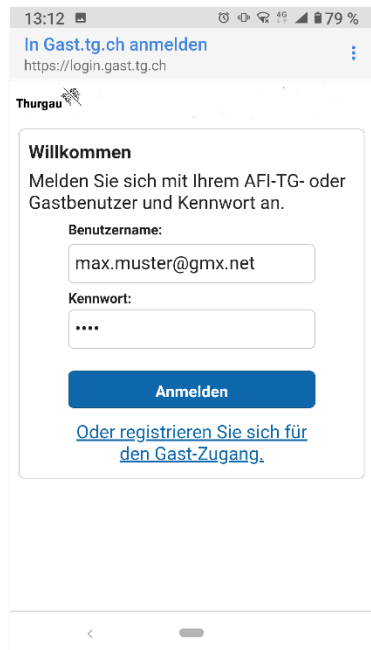 13:12 4G 79 %
In Gast.tg.ch anmelden
https://login.gast.tg.ch
Thurgau
Willkommen
Melden Sie sich mit Ihrem AFI-TG- oder
Gastbenutzer und Kennwort an.
Benutzername:
max.muster@gmx.net
Kennwort:
••••
Anmelden
Oder registrieren Sie sich für
den Gast-Zugang.